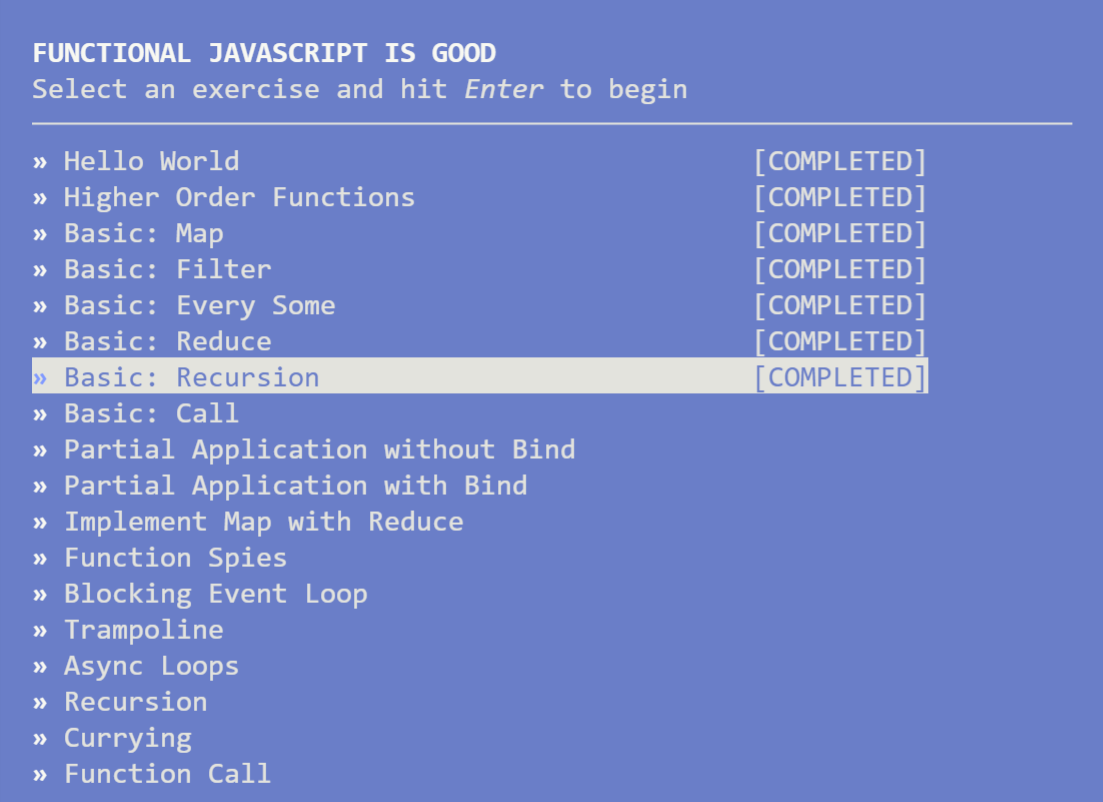 FUNCTIONAL JAVASCRIPT IS GOOD
Select an exercise and hit Enter to begin
» Hello World [COMPLETED]
» Higher Order Functions [COMPLETED]
» Basic: Map [COMPLETED]
» Basic: Filter [COMPLETED]
» Basic: Every Some [COMPLETED]
» Basic: Reduce [COMPLETED]
» Basic: Recursion [COMPLETED]
» Basic: Call
» Partial Application without Bind
» Partial Application with Bind
» Implement Map with Reduce
» Function Spies
» Blocking Event Loop
» Trampoline
» Async Loops
» Recursion
» Currying
» Function Call